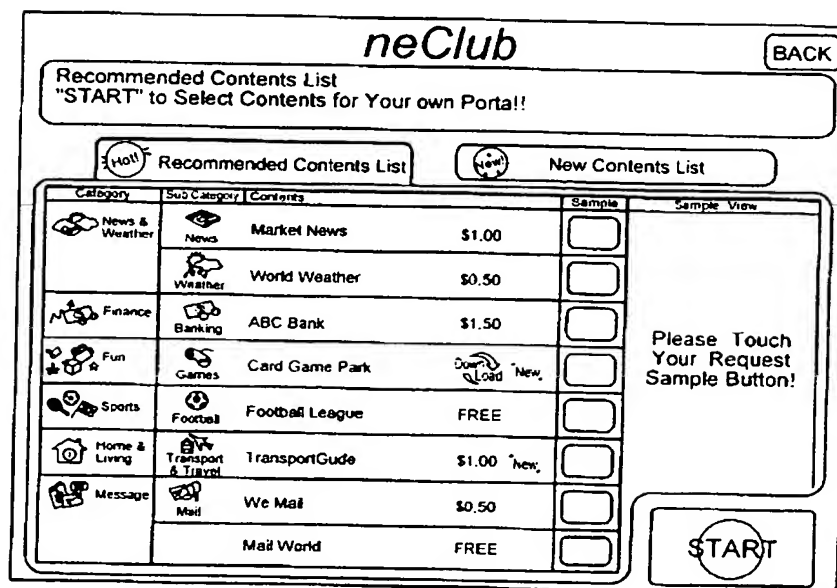 neClub
BACK
Recommended Contents List
"START" to Select Contents for Your own Portal!
Hot! Recommended Contents List
New! New Contents List
Category Sub Category Contents Sample Sample View
News & Weather News Market News $1.00
Weather World Weather $0.50
Finance Banking ABC Bank $1.50
Fun Games Card Game Park Down Load New
Sports Football Football League FREE
Home & Living Transport & Travel TransportGude $1.00 New
Message Mail We Mail $0.50
Mail World FREE
Please Touch
Your Request
Sample Button!
START